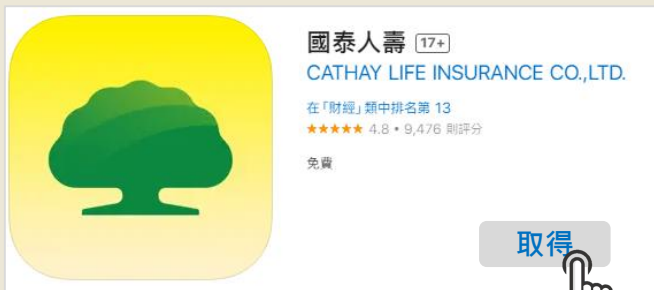 國泰人壽 17+
CATHAY LIFE INSURANCE CO.,LTD.
在「財經」類中排名第 13
★★★★★ 4.8 • 9,476 則評分
免費
取得